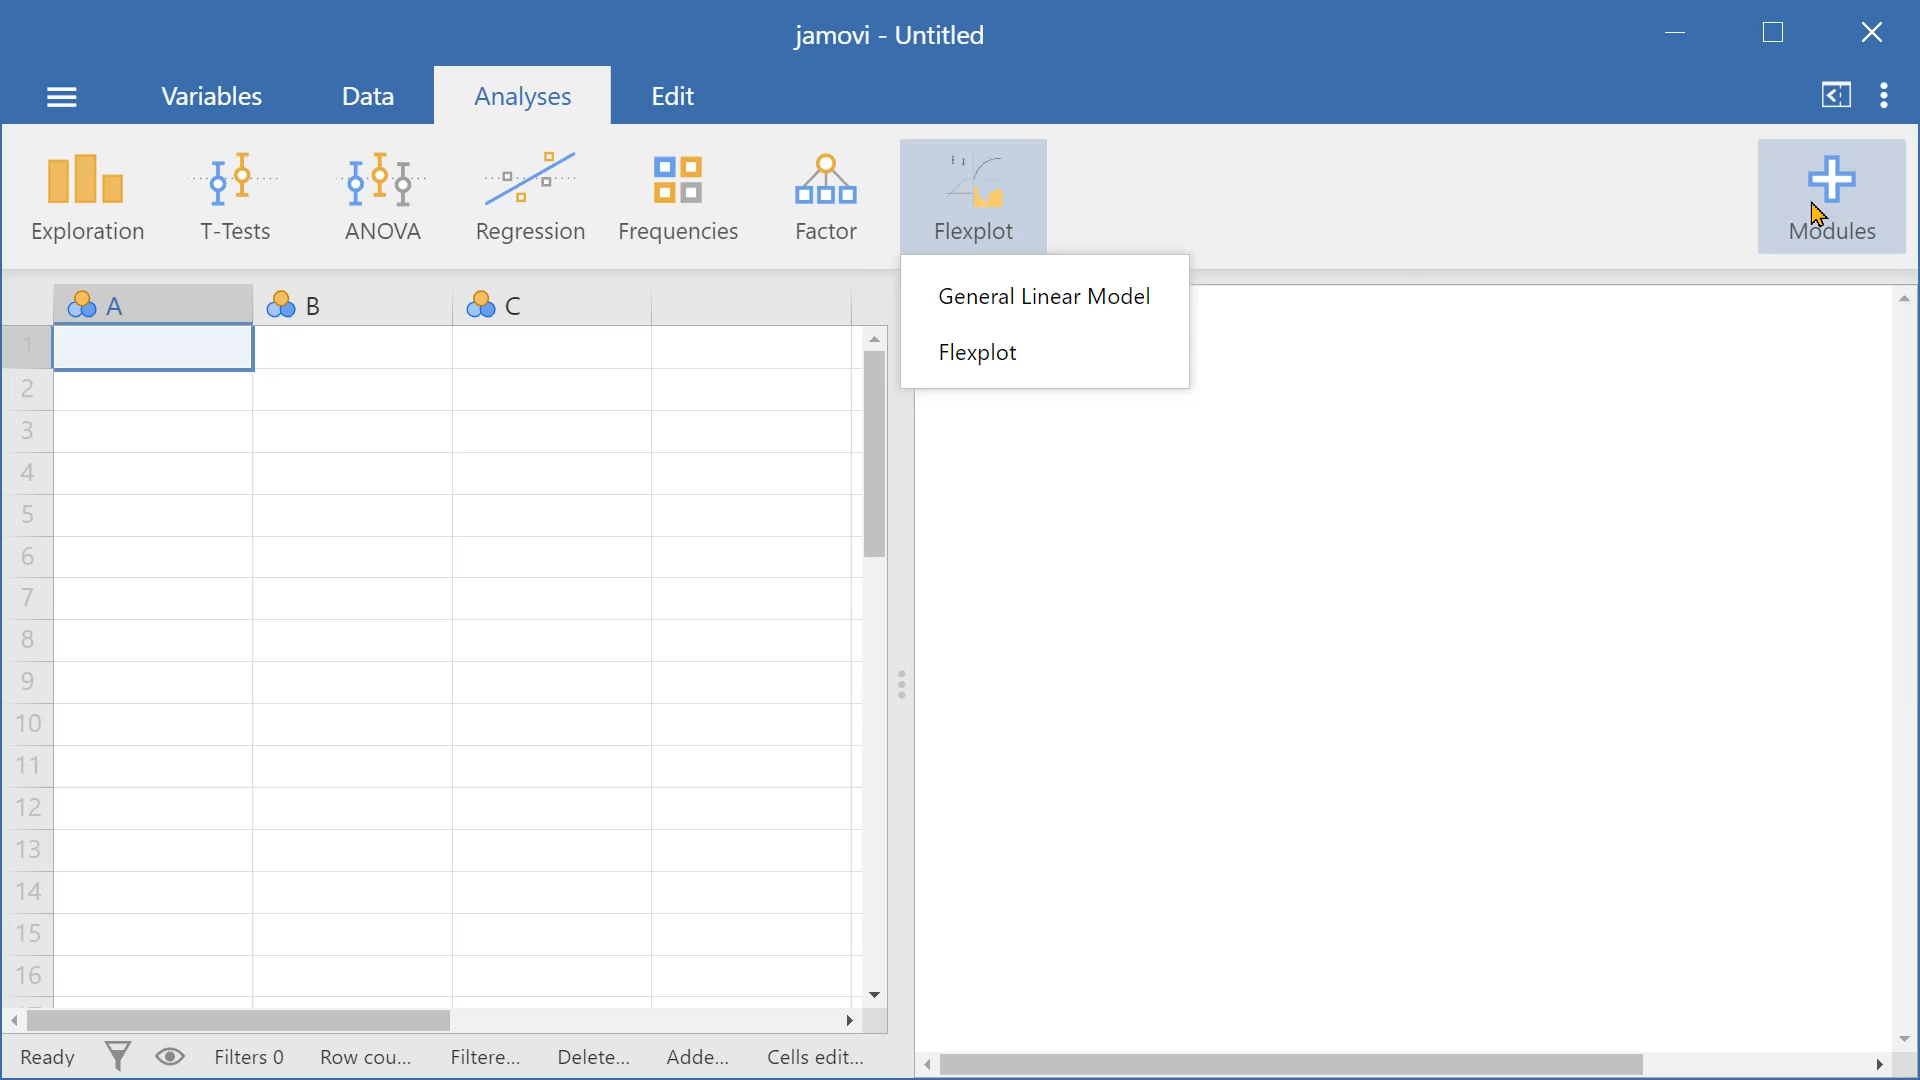 jamovi - Untitled
Variables Data Analyses Edit
Exploration T-Tests ANOVA Regression Frequencies Factor Flexplot Modules
General Linear Model
Flexplot
A B C
1
2
3
4
5
6
7
8
9
10
11
12
13
14
15
16
Ready Filters 0 Row cou... Filtere... Delete... Adde... Cells edit...